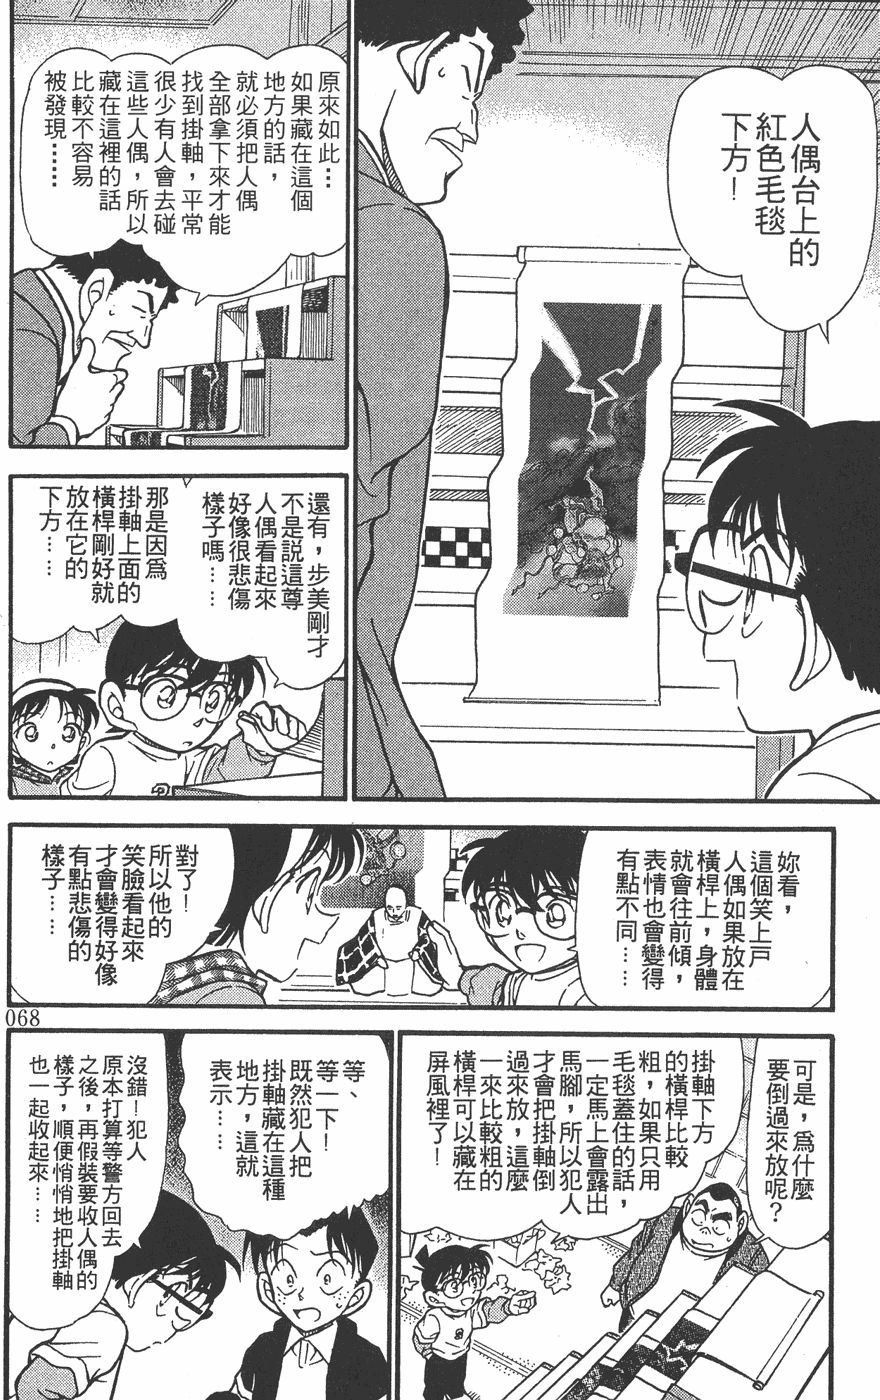 人偶台上的
紅色毛毯
下方！
原來如此…
如果藏在這個
地方的話，
就必須把人偶
全部拿下來才能
找到掛軸，平常
很少有人會去碰
這些人偶，所以
藏在這裡的話
比較不容易
被發現……
還有，步美剛才
不是說這尊
人偶看起來
好像很悲傷
樣子嗎……
那是因為
掛軸上面的
橫桿剛好就
放在它的
下方……
妳看，
這個笑上戶
人偶如果放在
橫桿上，身體
就會往前傾，
表情也會變得
有點不同……
對了！
所以他的
笑臉看起來
才會變得好像
有點悲傷的
樣子……
可是，為什麼
要倒過來放呢？
掛軸下方
的橫桿比較
粗，如果只用
毛毯蓋住的話，
一定馬上會露出
馬腳，所以犯人
才會把掛軸倒
過來放，這麼
一來比較粗的
橫桿可以藏在
屏風裡了！
等、
等一下！
既然犯人把
掛軸藏在這種
地方，這就
表示……
沒錯！犯人
原本打算等警方回去
之後，再假裝要收人偶的
樣子，順便悄悄地把掛軸
也一起收起來……
068